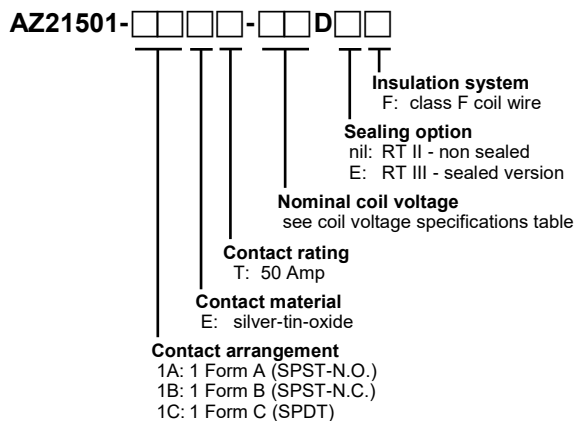 AZ21501-□□□□-□□D□□
Insulation system
F: class F coil wire
Sealing option
nil: RT II - non sealed
E: RT III - sealed version
Nominal coil voltage
see coil voltage specifications table
Contact rating
T: 50 Amp
Contact material
E: silver-tin-oxide
Contact arrangement
1A: 1 Form A (SPST-N.O.)
1B: 1 Form B (SPST-N.C.)
1C: 1 Form C (SPDT)